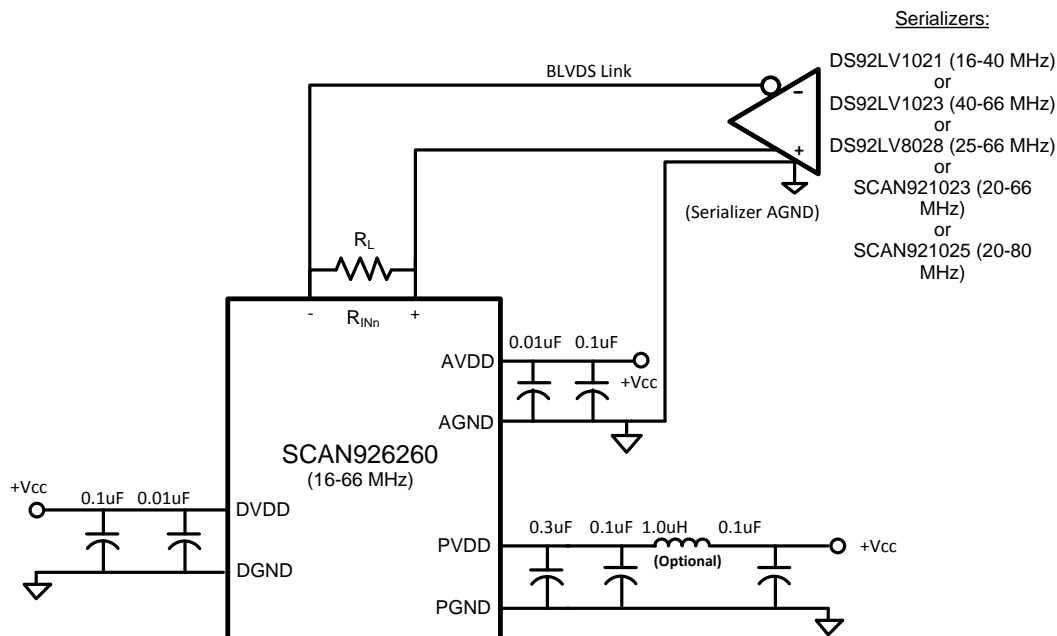 Serializers:
DS92LV1021 (16-40 MHz)
or
DS92LV1023 (40-66 MHz)
or
DS92LV8028 (25-66 MHz)
or
SCAN921023 (20-66
MHz)
or
SCAN921025 (20-80
MHz)
BLVDS Link
-
+
(Serializer AGND)
RL
- RINn +
AVDD
0.01uF 0.1uF
+Vcc
AGND
SCAN926260
(16-66 MHz)
+Vcc
0.1uF 0.01uF
DVDD
DGND
PVDD
0.3uF 0.1uF 1.0uH 0.1uF
(Optional)
+Vcc
PGND